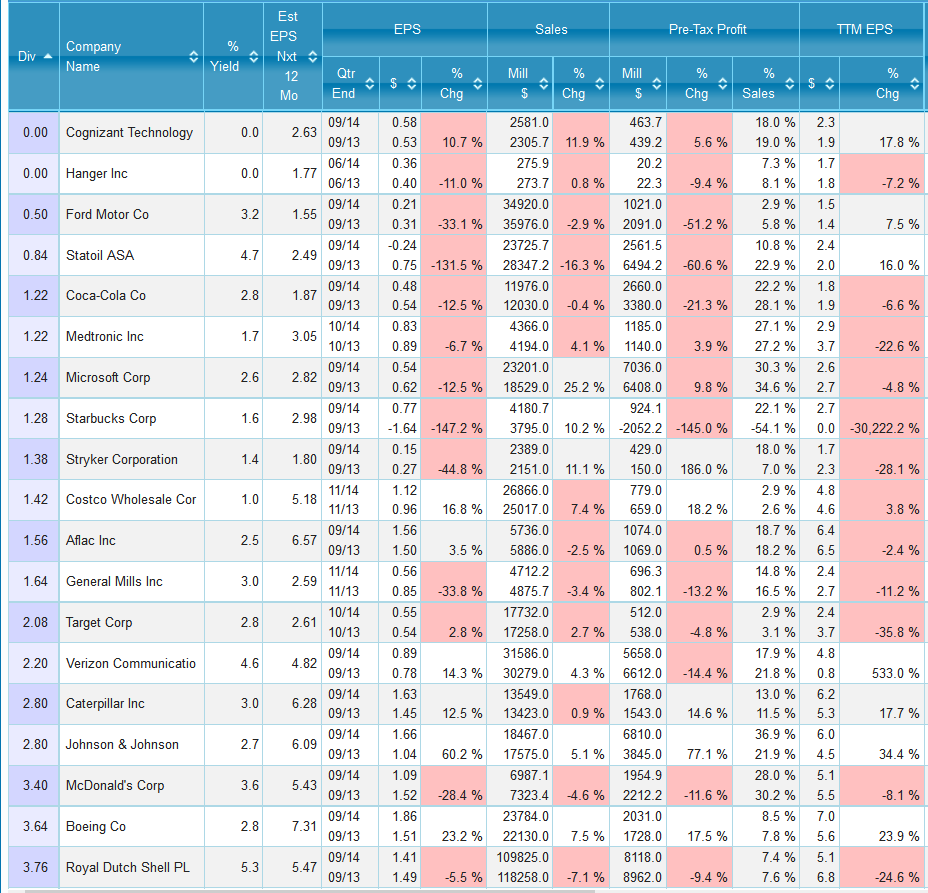 Div Company Name % Yield Est EPS Nxt 12 Mo EPS Sales Pre-Tax Profit TTM EPS
Qtr End $ % Chg Mill $ % Chg Mill $ % Chg % Sales $ % Chg
0.00 Cognizant Technology 0.0 2.63 09/14 0.58 2581.0 463.7 18.0 % 2.3
09/13 0.53 10.7 % 2305.7 11.9 % 439.2 5.6 % 19.0 % 1.9 17.8 %
0.00 Hanger Inc 0.0 1.77 06/14 0.36 275.9 20.2 7.3 % 1.7
06/13 0.40 -11.0 % 273.7 0.8 % 22.3 -9.4 % 8.1 % 1.8 -7.2 %
0.50 Ford Motor Co 3.2 1.55 09/14 0.21 34920.0 1021.0 2.9 % 1.5
09/13 0.31 -33.1 % 35976.0 -2.9 % 2091.0 -51.2 % 5.8 % 1.4 7.5 %
0.84 Statoil ASA 4.7 2.49 09/14 -0.24 23725.7 2561.5 10.8 % 2.4
09/13 0.75 -131.5 % 28347.2 -16.3 % 6494.2 -60.6 % 22.9 % 2.0 16.0 %
1.22 Coca-Cola Co 2.8 1.87 09/14 0.48 11976.0 2660.0 22.2 % 1.8
09/13 0.54 -12.5 % 12030.0 -0.4 % 3380.0 -21.3 % 28.1 % 1.9 -6.6 %
1.22 Medtronic Inc 1.7 3.05 10/14 0.83 4366.0 1185.0 27.1 % 2.9
10/13 0.89 -6.7 % 4194.0 4.1 % 1140.0 3.9 % 27.2 % 3.7 -22.6 %
1.24 Microsoft Corp 2.6 2.82 09/14 0.54 23201.0 7036.0 30.3 % 2.6
09/13 0.62 -12.5 % 18529.0 25.2 % 6408.0 9.8 % 34.6 % 2.7 -4.8 %
1.28 Starbucks Corp 1.6 2.98 09/14 0.77 4180.7 924.1 22.1 % 2.7
09/13 -1.64 -147.2 % 3795.0 10.2 % -2052.2 -145.0 % -54.1 % 0.0 -30,222.2 %
1.38 Stryker Corporation 1.4 1.80 09/14 0.15 2389.0 429.0 18.0 % 1.7
09/13 0.27 -44.8 % 2151.0 11.1 % 150.0 186.0 % 7.0 % 2.3 -28.1 %
1.42 Costco Wholesale Cor 1.0 5.18 11/14 1.12 26866.0 779.0 2.9 % 4.8
11/13 0.96 16.8 % 25017.0 7.4 % 659.0 18.2 % 2.6 % 4.6 3.8 %
1.56 Aflac Inc 2.5 6.57 09/14 1.56 5736.0 1074.0 18.7 % 6.4
09/13 1.50 3.5 % 5886.0 -2.5 % 1069.0 0.5 % 18.2 % 6.5 -2.4 %
1.64 General Mills Inc 3.0 2.59 11/14 0.56 4712.2 696.3 14.8 % 2.4
11/13 0.85 -33.8 % 4875.7 -3.4 % 802.1 -13.2 % 16.5 % 2.7 -11.2 %
2.08 Target Corp 2.8 2.61 10/14 0.55 17732.0 512.0 2.9 % 2.4
10/13 0.54 2.8 % 17258.0 2.7 % 538.0 -4.8 % 3.1 % 3.7 -35.8 %
2.20 Verizon Communicatio 4.6 4.82 09/14 0.89 31586.0 5658.0 17.9 % 4.8
09/13 0.78 14.3 % 30279.0 4.3 % 6612.0 -14.4 % 21.8 % 0.8 533.0 %
2.80 Caterpillar Inc 3.0 6.28 09/14 1.63 13549.0 1768.0 13.0 % 6.2
09/13 1.45 12.5 % 13423.0 0.9 % 1543.0 14.6 % 11.5 % 5.3 17.7 %
2.80 Johnson & Johnson 2.7 6.09 09/14 1.66 18467.0 6810.0 36.9 % 6.0
09/13 1.04 60.2 % 17575.0 5.1 % 3845.0 77.1 % 21.9 % 4.5 34.4 %
3.40 McDonald's Corp 3.6 5.43 09/14 1.09 6987.1 1954.9 28.0 % 5.1
09/13 1.52 -28.4 % 7323.4 -4.6 % 2212.2 -11.6 % 30.2 % 5.5 -8.1 %
3.64 Boeing Co 2.8 7.31 09/14 1.86 23784.0 2031.0 8.5 % 7.0
09/13 1.51 23.2 % 22130.0 7.5 % 1728.0 17.5 % 7.8 % 5.6 23.9 %
3.76 Royal Dutch Shell PL 5.3 5.47 09/14 1.41 109825.0 8118.0 7.4 % 5.1
09/13 1.49 -5.5 % 118258.0 -7.1 % 8962.0 -9.4 % 7.6 % 6.8 -24.6 %